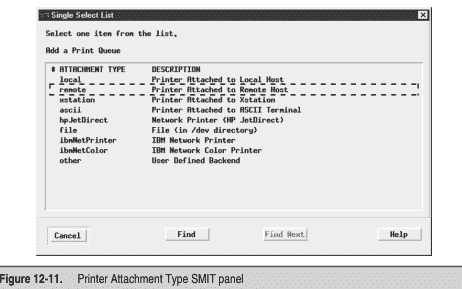 Single Select List
Select one item from the list.
Add a Print Queue
# ATTACHMENT TYPE DESCRIPTION
local Printer Attached to Local Host
remote Printer Attached to Remote Host
xstation Printer Attached to Xstation
ascii Printer Attached to ASCII Terminal
hpJetDirect Network Printer (HP JetDirect)
file File (in /dev directory)
ibmNetPrinter IBM Network Printer
ibmNetColor IBM Network Color Printer
other User Defined Backend
Cancel Find Find Next Help
Figure 12-11. Printer Attachment Type SMIT panel